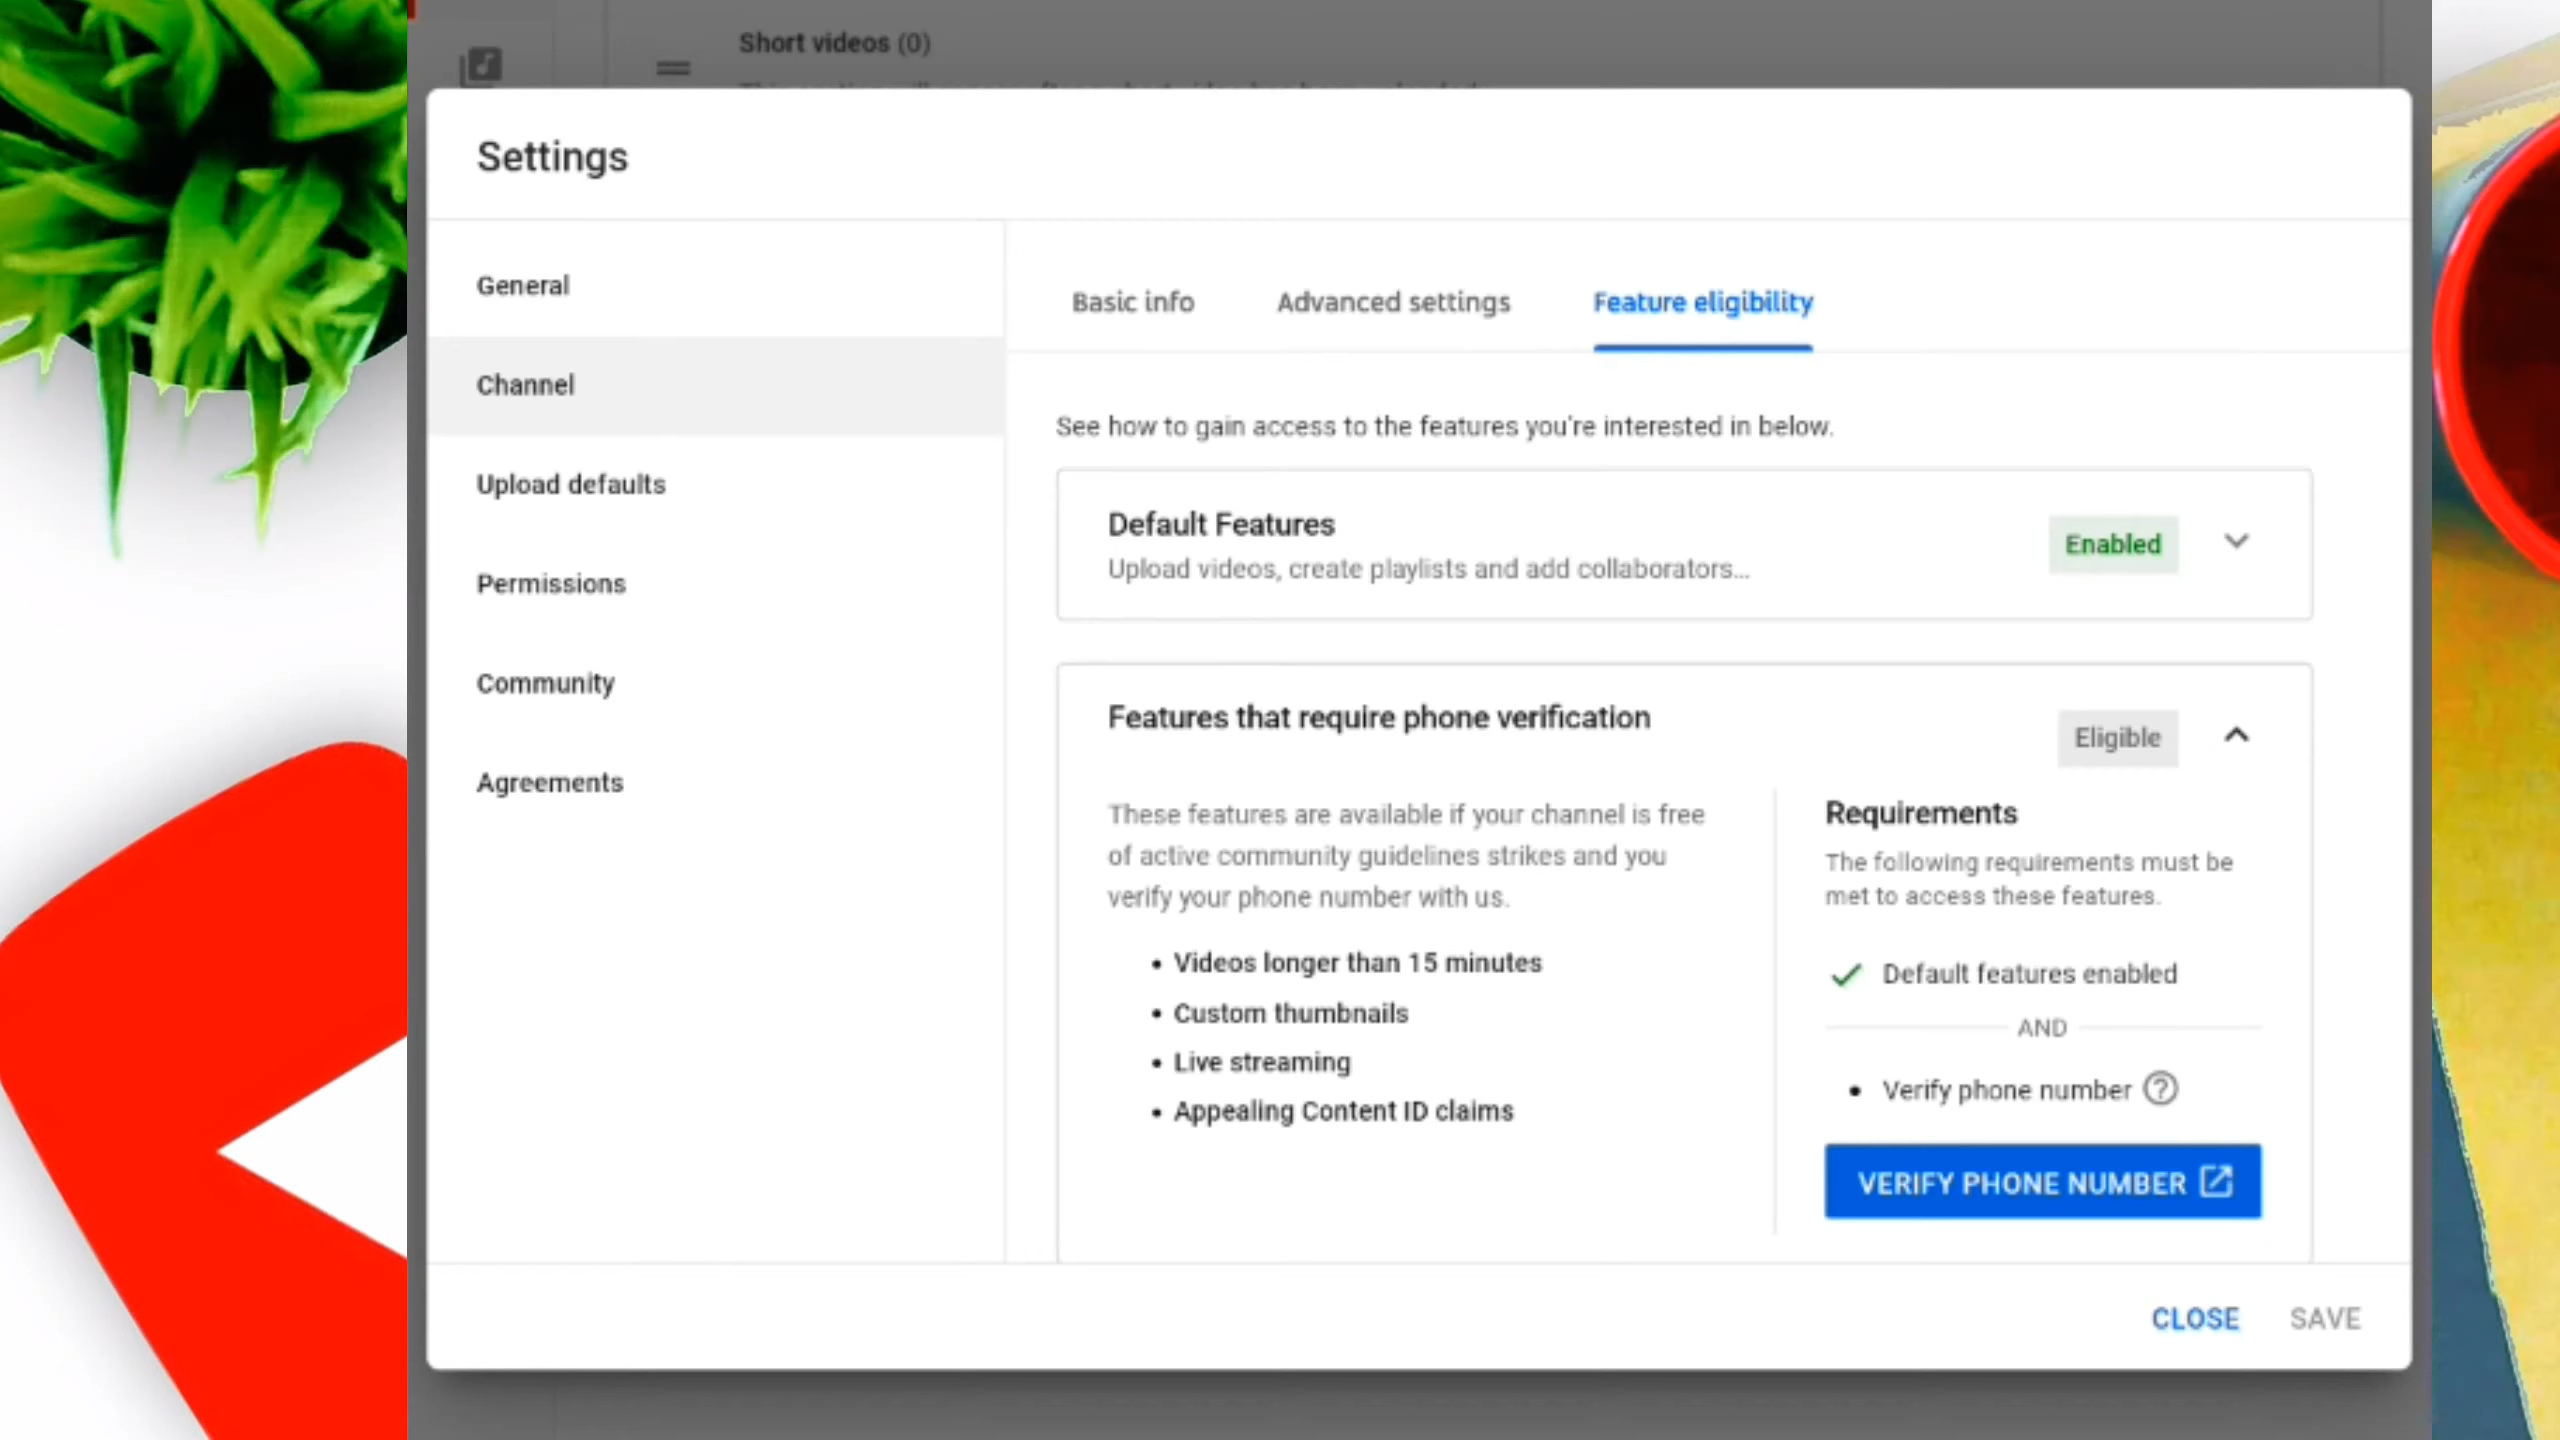 Short videos (0)
Settings
General
Channel
Upload defaults
Permissions
Community
Agreements
Basic info
Advanced settings
Feature eligibility
See how to gain access to the features you're interested in below.
Default Features
Upload videos, create playlists and add collaborators...
Enabled
Features that require phone verification
Eligible
These features are available if your channel is free
of active community guidelines strikes and you
verify your phone number with us.
• Videos longer than 15 minutes
• Custom thumbnails
• Live streaming
• Appealing Content ID claims
Requirements
The following requirements must be
met to access these features.
Default features enabled
AND
• Verify phone number
VERIFY PHONE NUMBER
CLOSE
SAVE